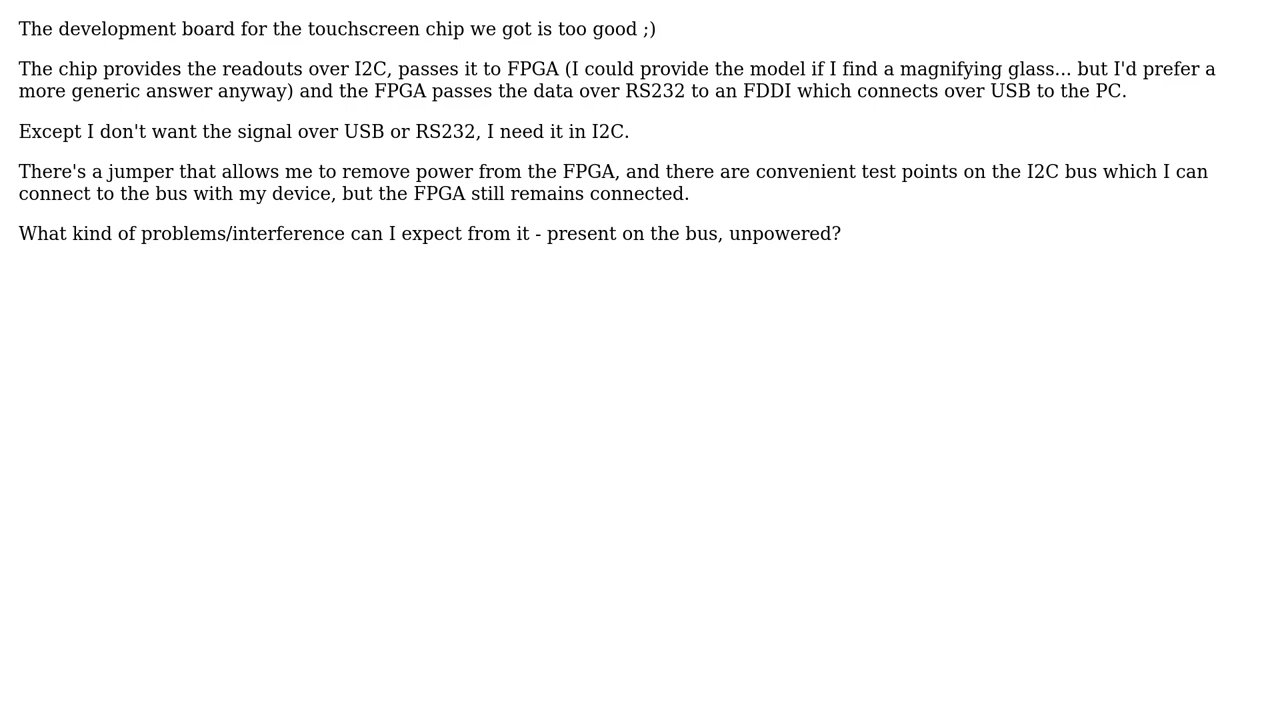 The development board for the touchscreen chip we got is too good ;)
The chip provides the readouts over I2C, passes it to FPGA (I could provide the model if I find a magnifying glass... but I'd prefer a
more generic answer anyway) and the FPGA passes the data over RS232 to an FDDI which connects over USB to the PC.
Except I don't want the signal over USB or RS232, I need it in I2C.
There's a jumper that allows me to remove power from the FPGA, and there are convenient test points on the I2C bus which I can
connect to the bus with my device, but the FPGA still remains connected.
What kind of problems/interference can I expect from it - present on the bus, unpowered?